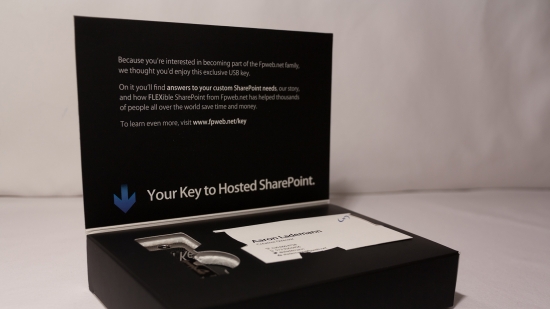 Because you're interested in becoming part of the Fpweb.net family,
we thought you'd enjoy this exclusive USB key.
On it you'll find answers to your custom SharePoint needs, our story,
and how FLEXible SharePoint from Fpweb.net has helped thousands
of people all over the world save time and money.
To learn even more, visit www.fpweb.net/key
Your Key to Hosted SharePoint.
Aaron Lademann
KE